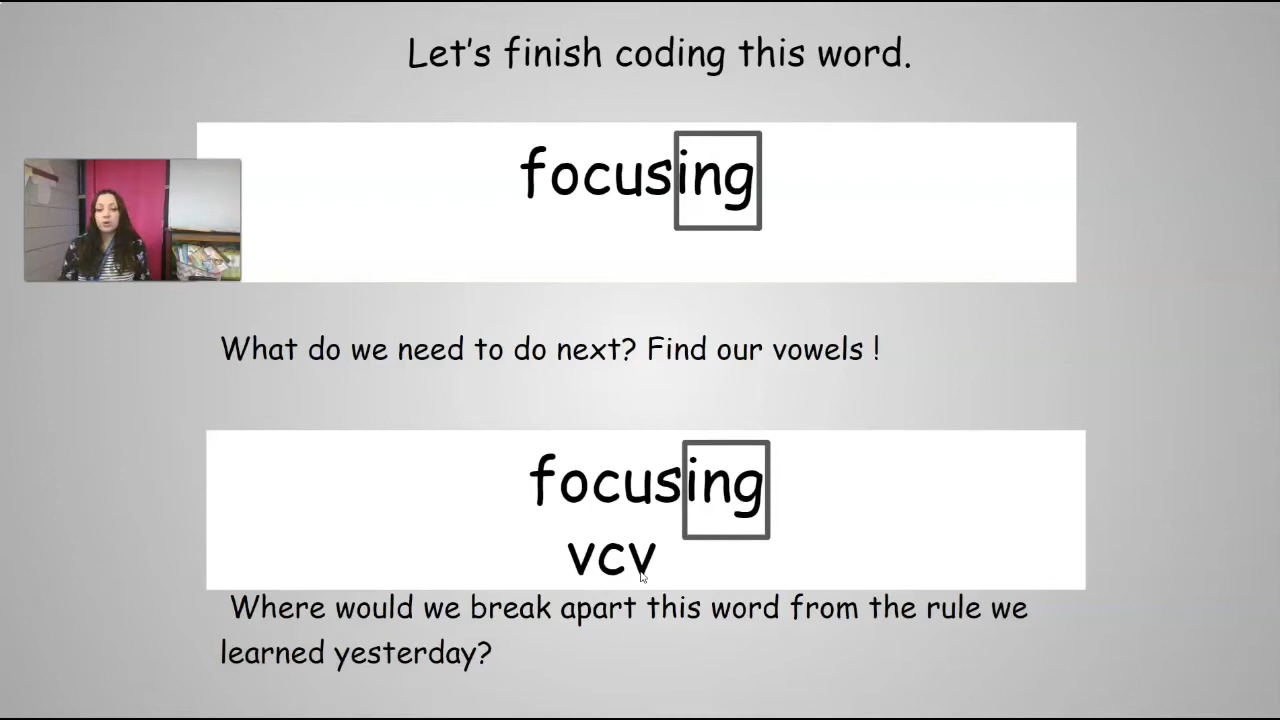 Let's finish coding this word.
focusing
What do we need to do next? Find our vowels !
focusing
vcv
Where would we break apart this word from the rule we
learned yesterday?